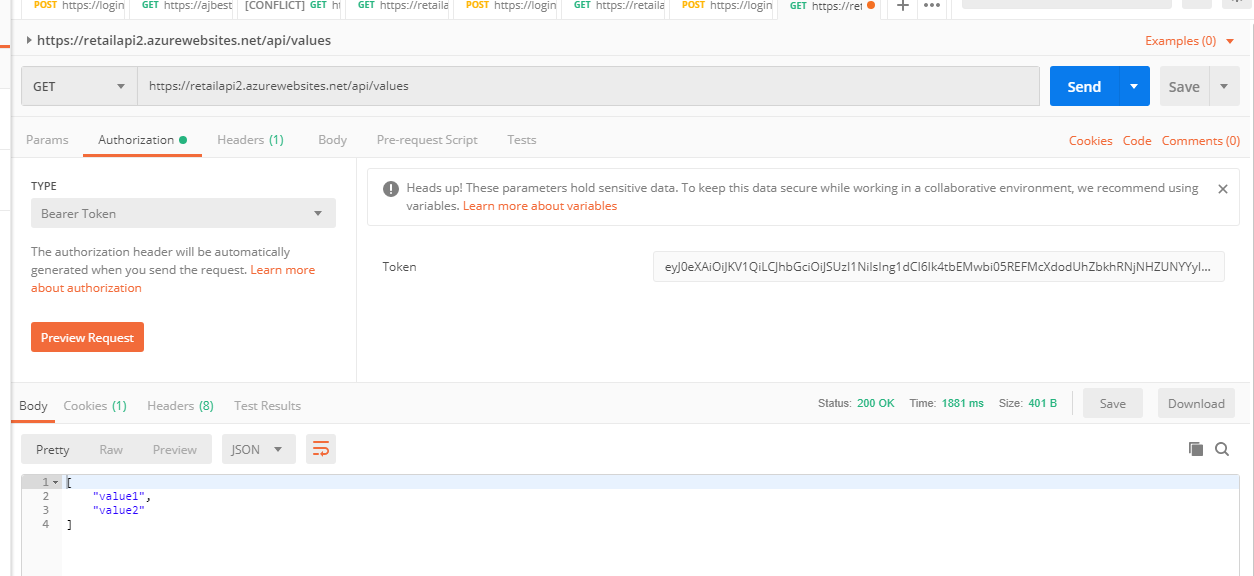 POST https://login GET https://ajbest [CONFLICT] GET GET https://retaila POST https://login GET https://retaila POST https://login GET https://ret
https://retailapi2.azurewebsites.net/api/values
Examples (0)
GET https://retailapi2.azurewebsites.net/api/values Send Save
Params Authorization Headers (1) Body Pre-request Script Tests Cookies Code Comments (0)
TYPE
Bearer Token
The authorization header will be automatically
generated when you send the request. Learn more
about authorization
Preview Request
Heads up! These parameters hold sensitive data. To keep this data secure while working in a collaborative environment, we recommend using
variables. Learn more about variables
Token
Body Cookies (1) Headers (8) Test Results Status: 200 OK Time: 1881 ms Size: 401 B Save Download
Pretty Raw Preview JSON
1 [
2 "value1",
3 "value2"
4 ]